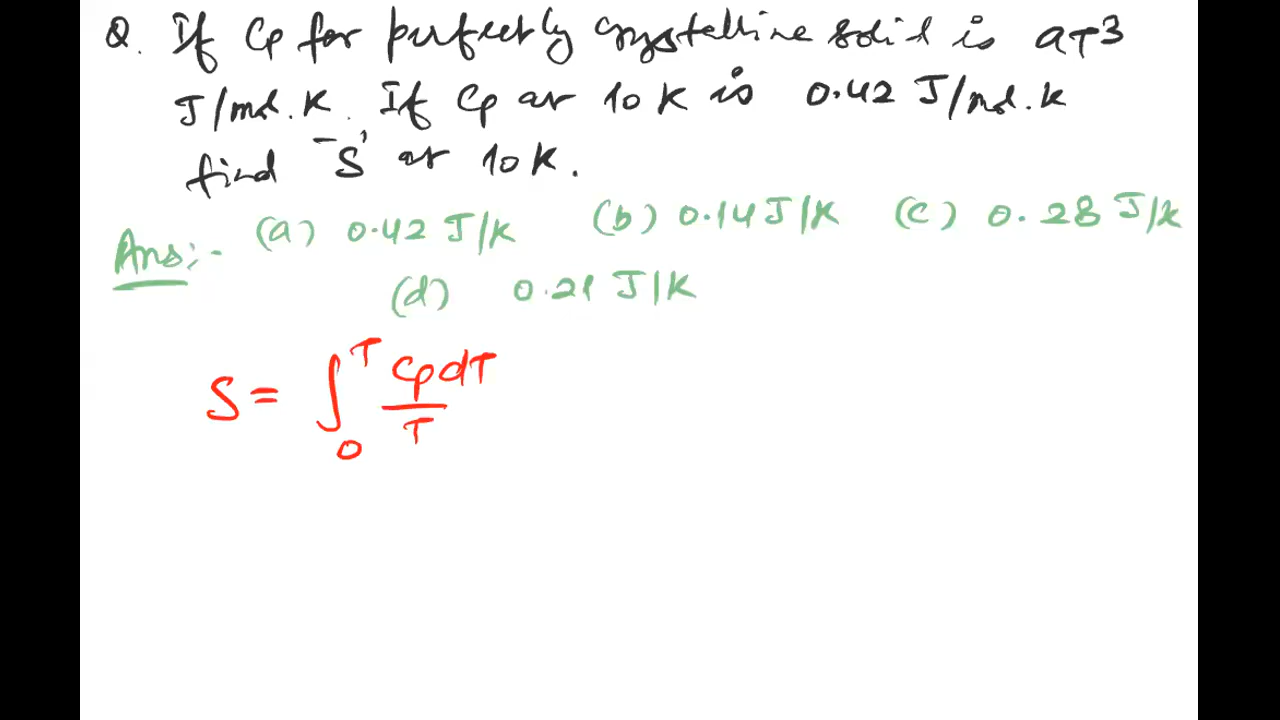 Q. If Cp for perfectly crystalline solid is aT3
J/mol.K. If Cp at 10 K is 0.42 J/mol.k
find 'S' at 10K.
Ans:- (a) 0.42 J/K (b) 0.14 J/K (c) 0.28 J/K
(d) 0.21 J/K
S = ∫₀ᵀ CpdT/T